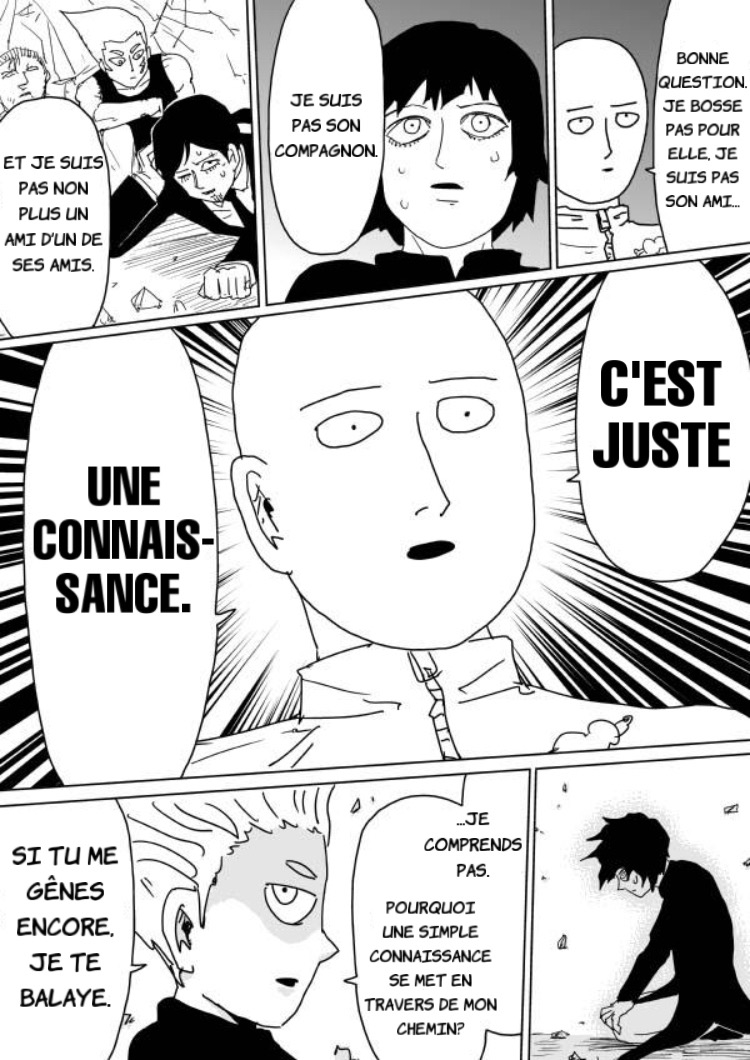 BONNE
QUESTION.
JE BOSSE
PAS POUR
ELLE, JE
SUIS PAS
SON AMI...
JE SUIS
PAS SON
COMPAGNON.
ET JE SUIS
PAS NON
PLUS UN
AMI D'UN DE
SES AMIS.
C'EST
JUSTE
UNE
CONNAIS-
SANCE.
...JE
COMPRENDS
PAS.
POURQUOI
UNE SIMPLE
CONNAISSANCE
SE MET EN
TRAVERS DE MON
CHEMIN?
SI TU ME
GÊNES
ENCORE,
JE TE
BALAYE.